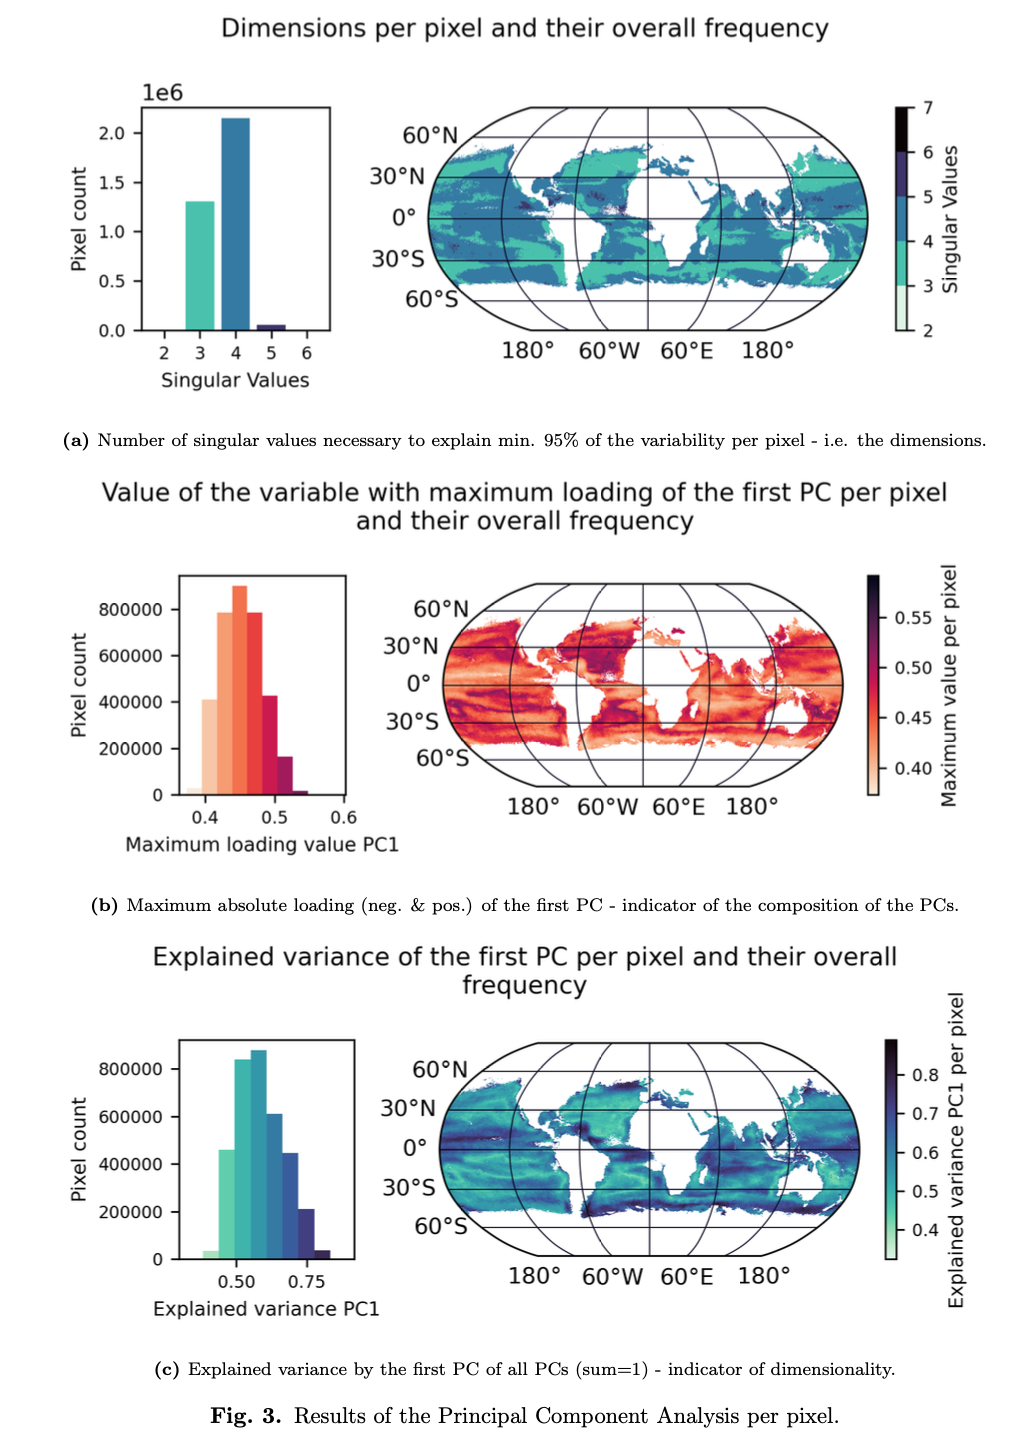 Dimensions per pixel and their overall frequency
1e6
2.0
1.5
1.0
0.5
0.0
Pixel count
2 3 4 5 6
Singular Values
60°N
30°N
0°
30°S
60°S
180° 60°W 60°E 180°
7
6
5
4
3
2
Singular Values
(a) Number of singular values necessary to explain min. 95% of the variability per pixel - i.e. the dimensions.
Value of the variable with maximum loading of the first PC per pixel
and their overall frequency
800000
600000
400000
200000
0
Pixel count
0.4 0.5 0.6
Maximum loading value PC1
60°N
30°N
0°
30°S
60°S
180° 60°W 60°E 180°
0.55
0.50
0.45
0.40
Maximum value per pixel
(b) Maximum absolute loading (neg. & pos.) of the first PC - indicator of the composition of the PCs.
Explained variance of the first PC per pixel and their overall
frequency
800000
600000
400000
200000
0
Pixel count
0.50 0.75
Explained variance PC1
60°N
30°N
0°
30°S
60°S
180° 60°W 60°E 180°
0.8
0.7
0.6
0.5
0.4
Explained variance PC1 per pixel
(c) Explained variance by the first PC of all PCs (sum=1) - indicator of dimensionality.
Fig. 3. Results of the Principal Component Analysis per pixel.